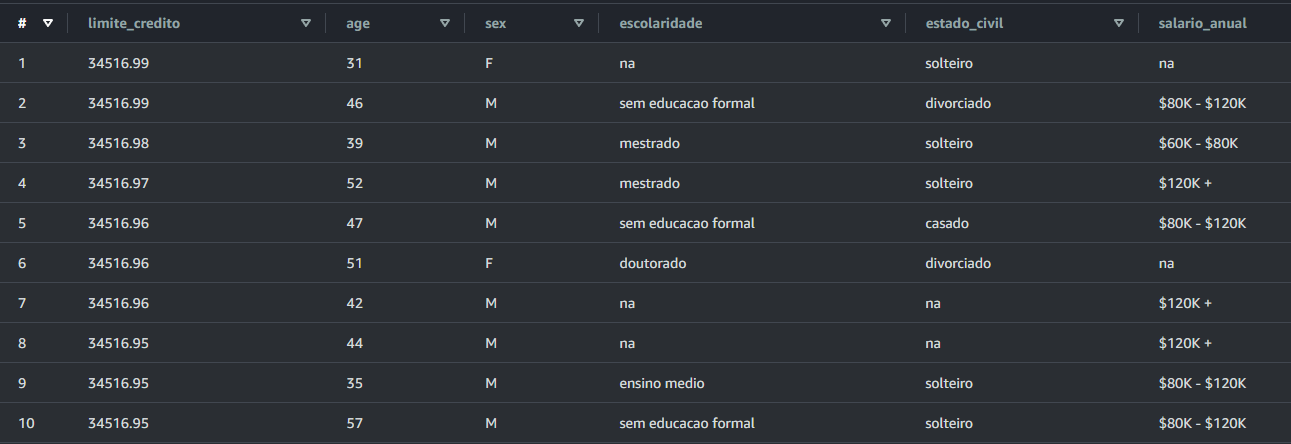 # limite_credito age sex escolaridade estado_civil salario_anual
1 34516.99 31 F na solteiro na
2 34516.99 46 M sem educacao formal divorciado $80K - $120K
3 34516.98 39 M mestrado solteiro $60K - $80K
4 34516.97 52 M mestrado solteiro $120K +
5 34516.96 47 M sem educacao formal casado $80K - $120K
6 34516.96 51 F doutorado divorciado na
7 34516.96 42 M na na $120K +
8 34516.95 44 M na na $120K +
9 34516.95 35 M ensino medio solteiro $80K - $120K
10 34516.95 57 M sem educacao formal solteiro $80K - $120K